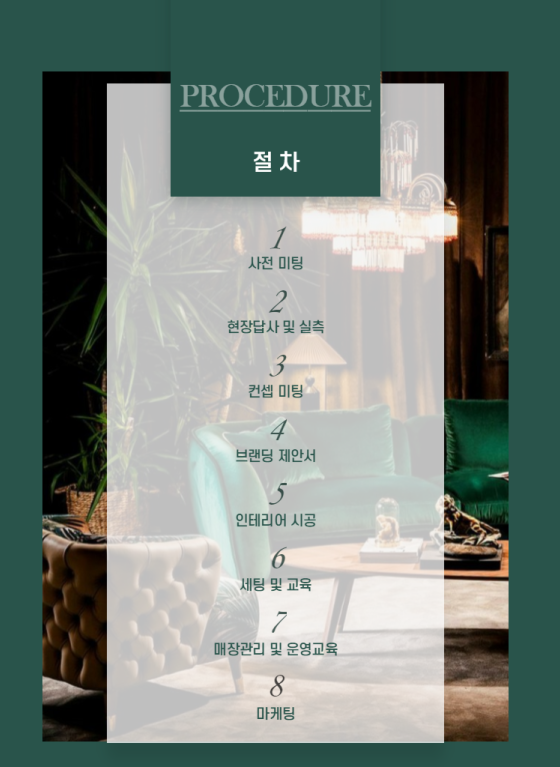 PROCEDURE
절 차
1
사전 미팅
2
현장답사 및 실측
3
컨셉 미팅
4
브랜딩 제안서
5
인테리어 시공
6
세팅 및 교육
7
매장관리 및 운영교육
8
마케팅